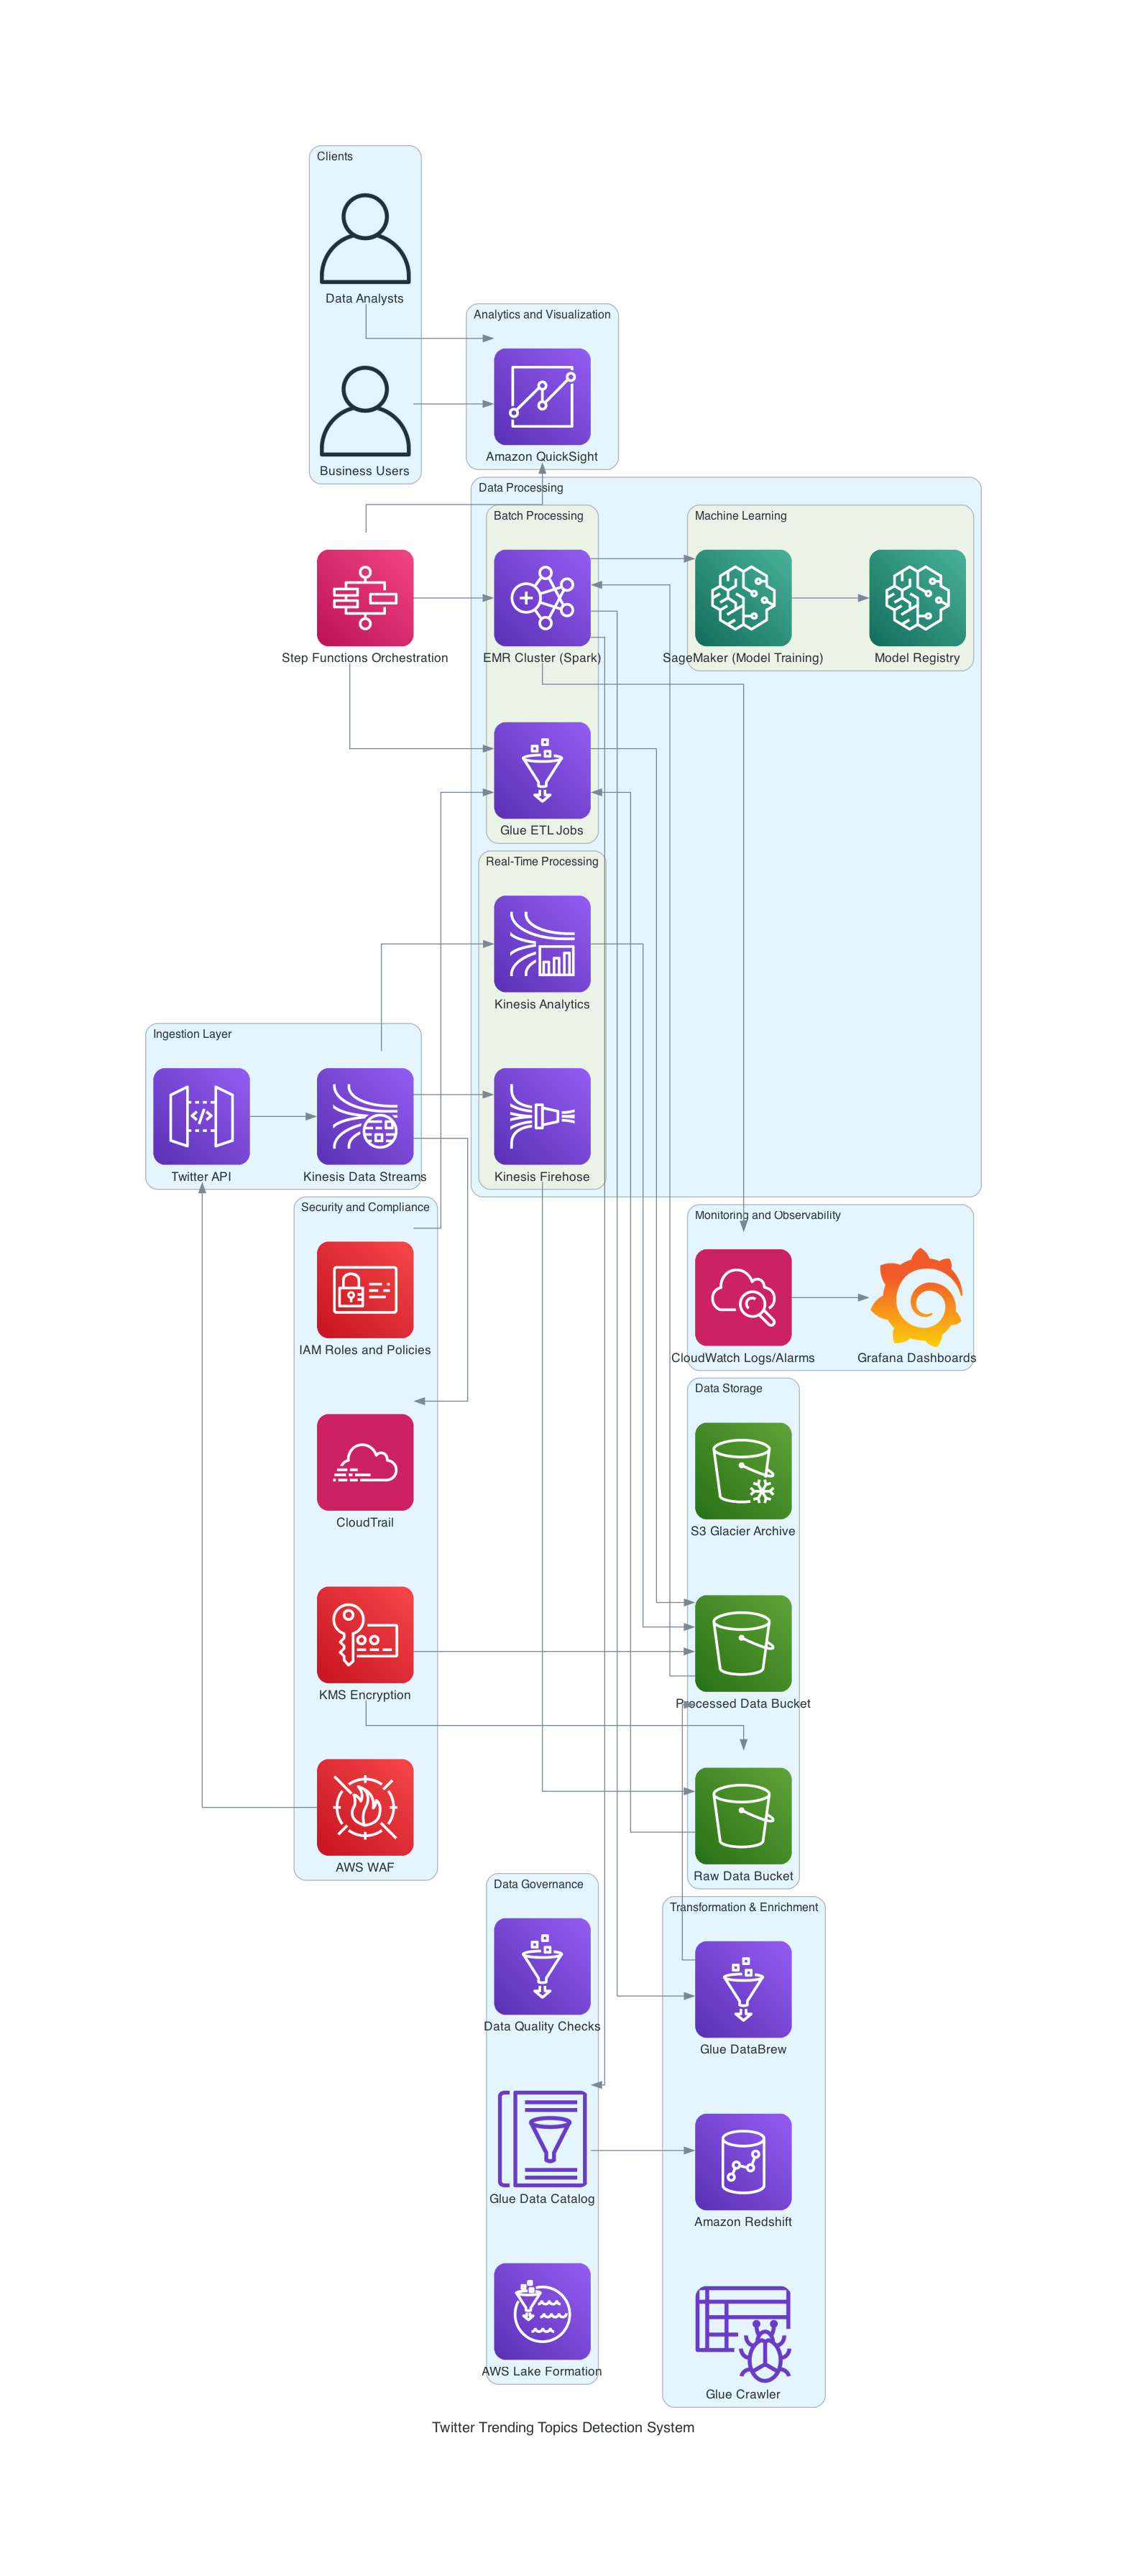 Clients
Data Analysts
Analytics and Visualization
Business Users
Amazon QuickSight
Data Processing
Batch Processing
Machine Learning
Step Functions Orchestration
EMR Cluster (Spark)
SageMaker (Model Training)
Model Registry
Glue ETL Jobs
Real-Time Processing
Kinesis Analytics
Ingestion Layer
Twitter API
Kinesis Data Streams
Kinesis Firehose
Security and Compliance
Monitoring and Observability
IAM Roles and Policies
CloudWatch Logs/Alarms
Grafana Dashboards
Data Storage
CloudTrail
S3 Glacier Archive
KMS Encryption
Processed Data Bucket
AWS WAF
Raw Data Bucket
Data Governance
Transformation & Enrichment
Data Quality Checks
Glue DataBrew
Glue Data Catalog
Amazon Redshift
AWS Lake Formation
Glue Crawler
Twitter Trending Topics Detection System